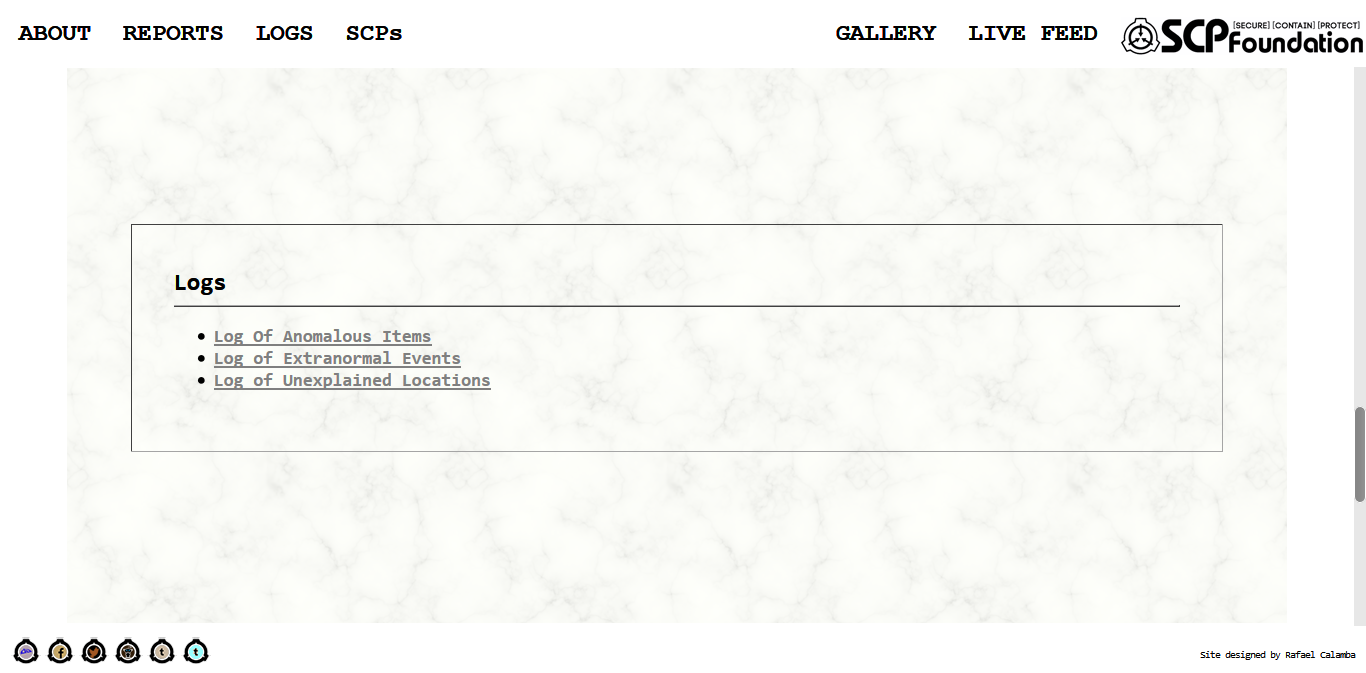 ABOUT REPORTS LOGS SCPs GALLERY LIVE FEED
[SECURE] [CONTAIN] [PROTECT]
SCP Foundation
Logs
Log Of Anomalous Items
Log of Extranormal Events
Log of Unexplained Locations
f t t
Site designed by Rafael Calamba